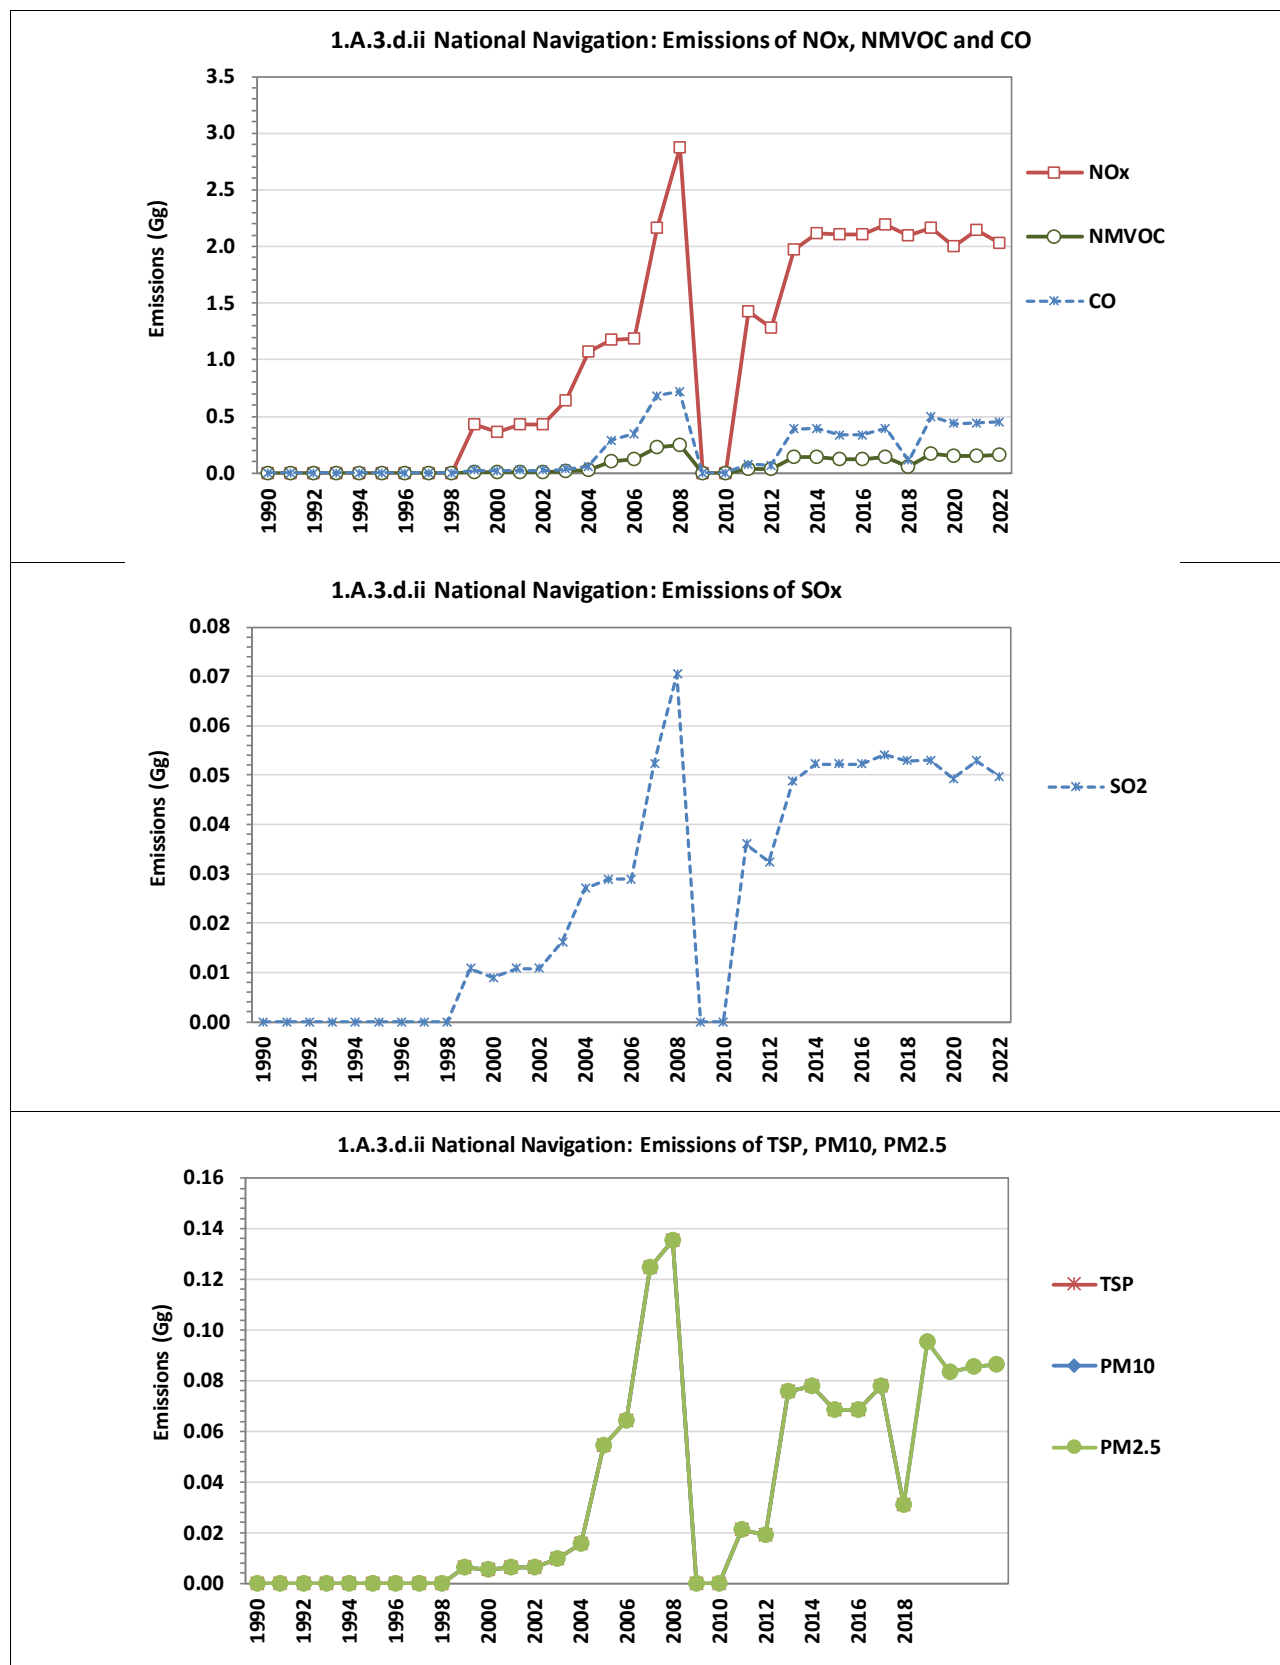 1.A.3.d.ii National Navigation: Emissions of NOx, NMVOC and CO
3.5
3.0
2.5
2.0
1.5
1.0
0.5
0.0
Emissions (Gg)
1990 1992 1994 1996 1998 2000 2002 2004 2006 2008 2010 2012 2014 2016 2018 2020 2022
NOx
NMVOC
CO
1.A.3.d.ii National Navigation: Emissions of SOx
0.08
0.07
0.06
0.05
0.04
0.03
0.02
0.01
0.00
Emissions (Gg)
1990 1992 1994 1996 1998 2000 2002 2004 2006 2008 2010 2012 2014 2016 2018 2020 2022
SO2
1.A.3.d.ii National Navigation: Emissions of TSP, PM10, PM2.5
0.16
0.14
0.12
0.10
0.08
0.06
0.04
0.02
0.00
Emissions (Gg)
1990 1992 1994 1996 1998 2000 2002 2004 2006 2008 2010 2012 2014 2016 2018
TSP
PM10
PM2.5